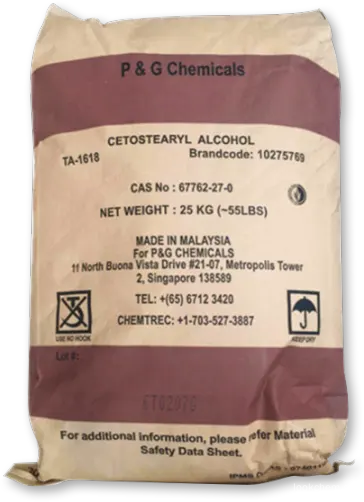 P & G Chemicals
CETOSTEARYL ALCOHOL
TA-1618 Brandcode: 10275769
CAS No : 67762-27-0
NET WEIGHT : 25 KG (~55LBS)
MADE IN MALAYSIA
For P&G CHEMICALS
11 North Buona Vista Drive #21-07, Metropolis Tower
2, Singapore 138589
TEL: +(65) 6712 3420
CHEMTREC: +1-703-527-3887
USE NO HOOK
KEEP DRY
Lot #:
For additional information, please refer Material
Safety Data Sheet.